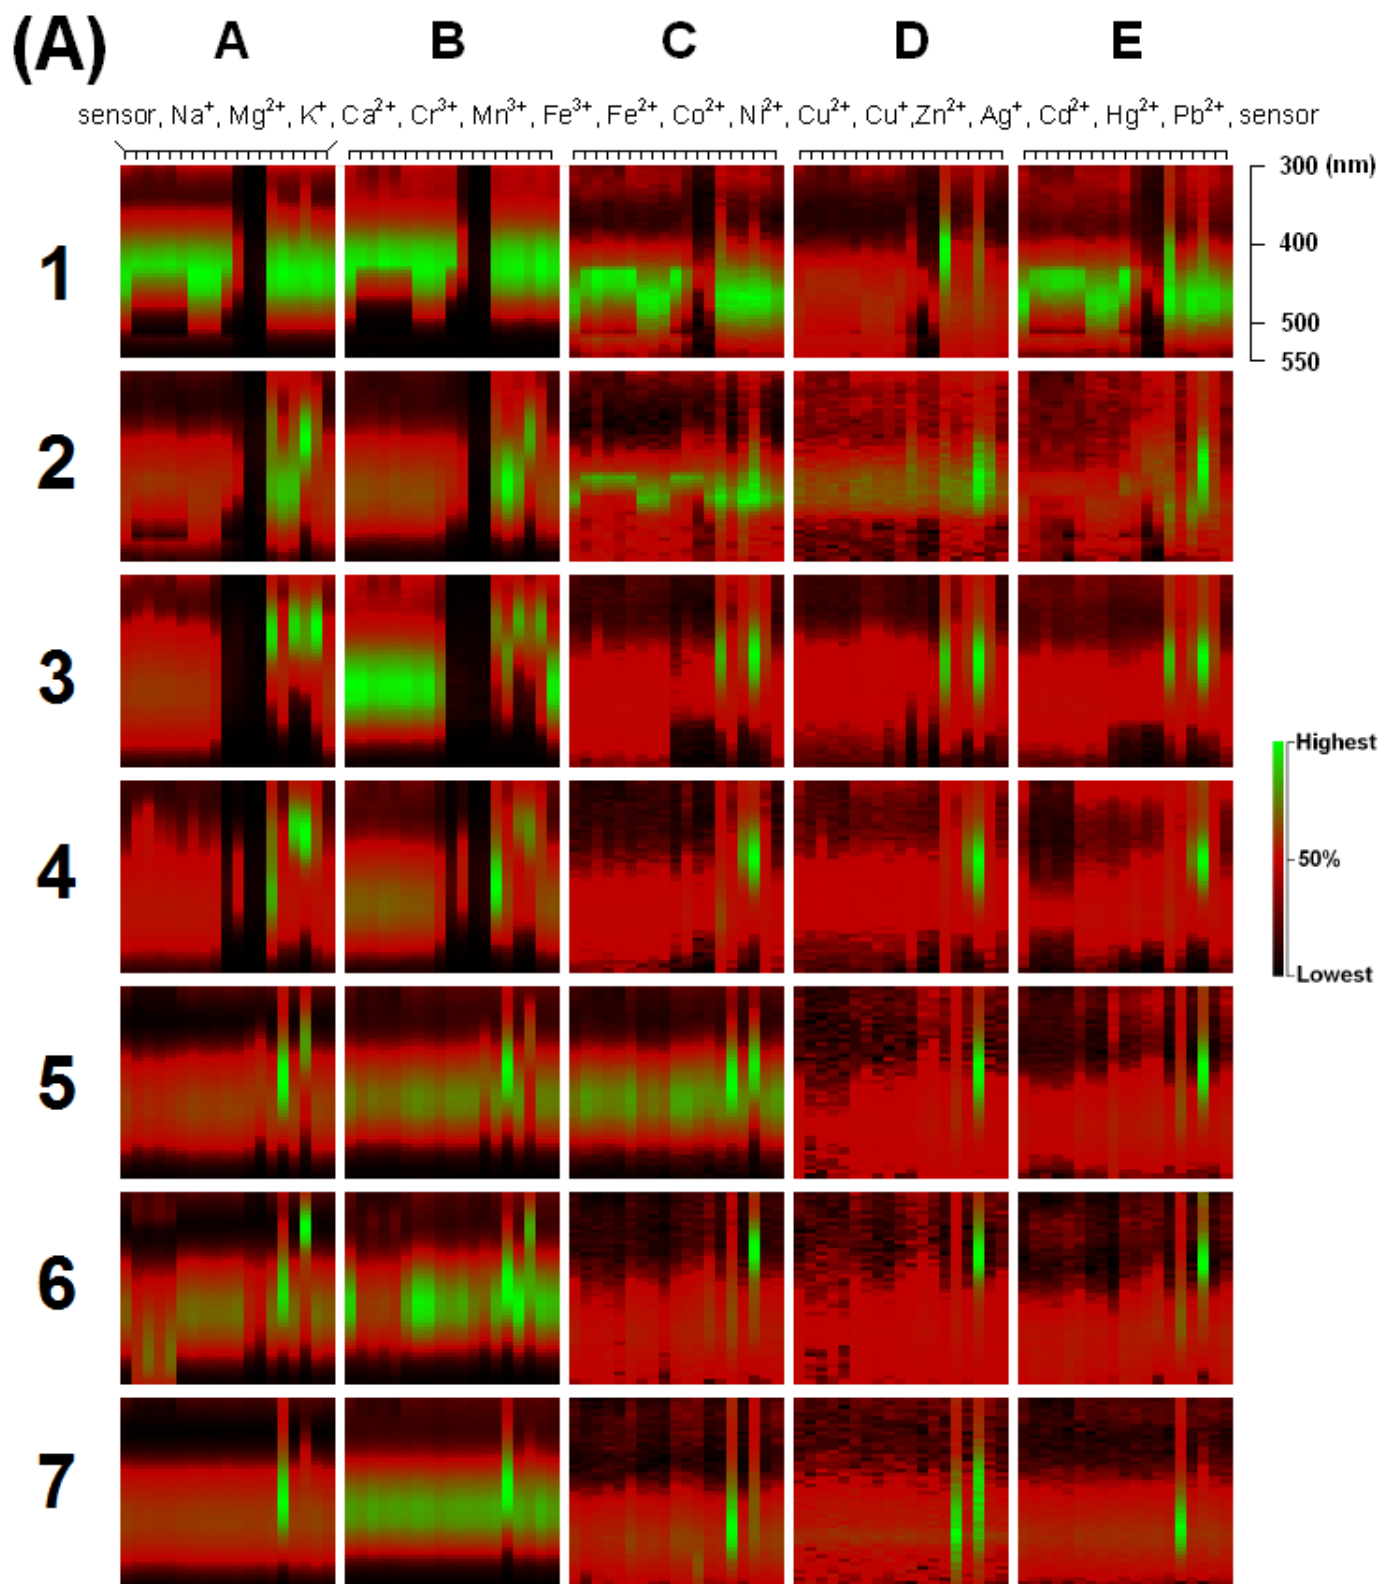 (A) A B C D E
sensor, Na⁺, Mg²⁺, K⁺, Ca²⁺, Cr³⁺, Mn³⁺, Fe³⁺, Fe²⁺, Co²⁺, Ni²⁺, Cu²⁺, Cu⁺, Zn²⁺, Ag⁺, Cd²⁺, Hg²⁺, Pb²⁺, sensor
300 (nm)
400
1
500
550
2
3
Highest
4
50%
Lowest
5
6
7